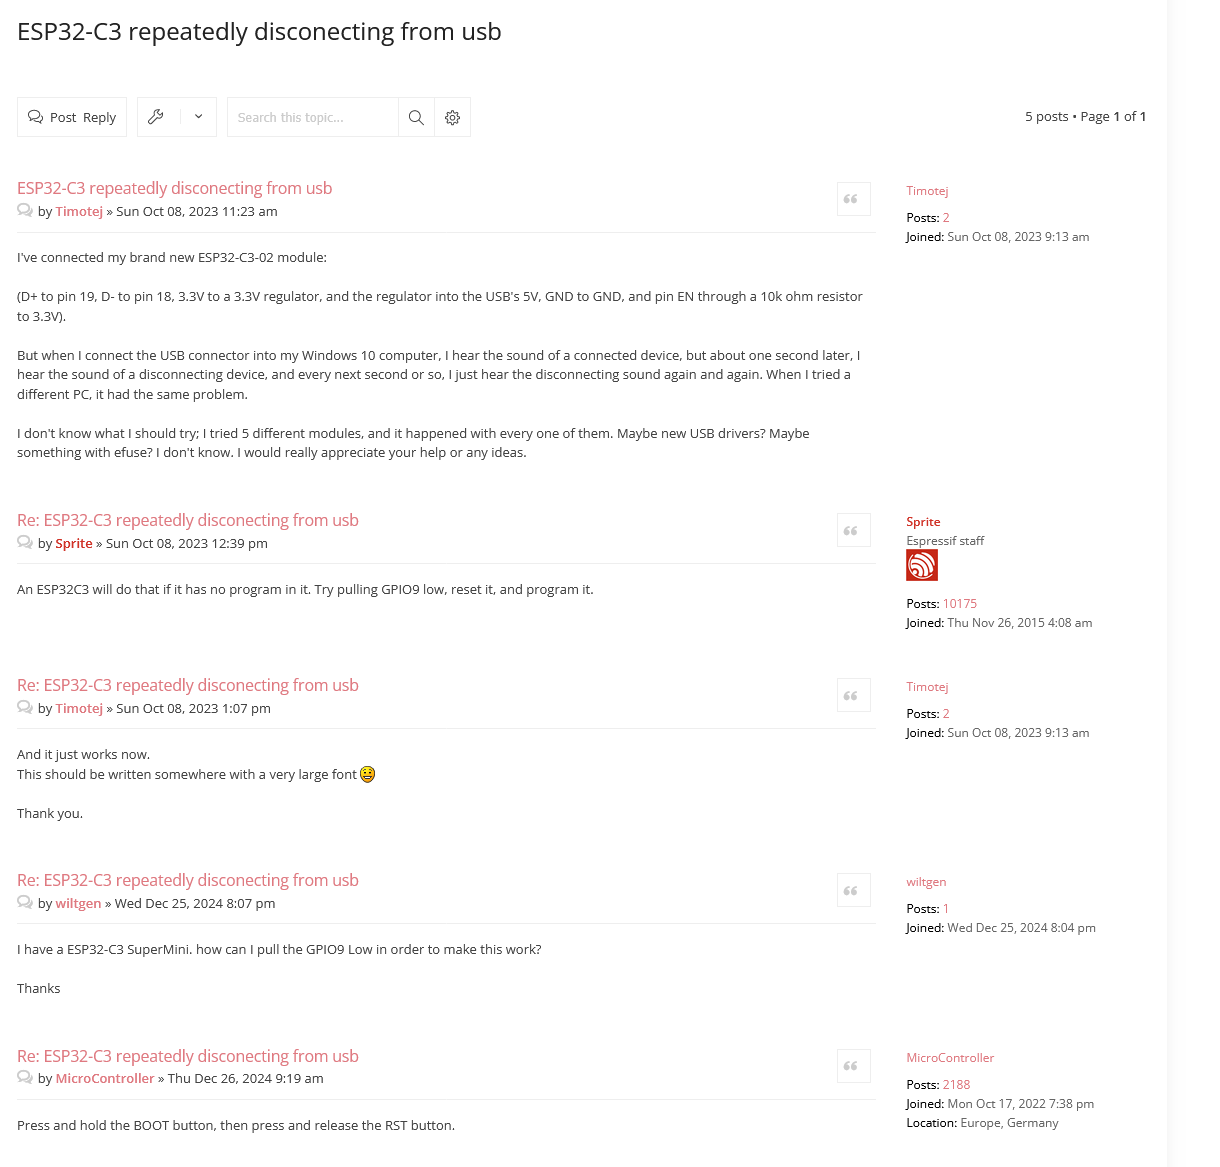 ESP32-C3 repeatedly disconecting from usb
Post Reply
Search this topic...
5 posts • Page 1 of 1
ESP32-C3 repeatedly disconecting from usb
by Timotej » Sun Oct 08, 2023 11:23 am
Timotej
Posts: 2
Joined: Sun Oct 08, 2023 9:13 am
I've connected my brand new ESP32-C3-02 module:
(D+ to pin 19, D- to pin 18, 3.3V to a 3.3V regulator, and the regulator into the USB's 5V, GND to GND, and pin EN through a 10k ohm resistor
to 3.3V).
But when I connect the USB connector into my Windows 10 computer, I hear the sound of a connected device, but about one second later, I
hear the sound of a disconnecting device, and every next second or so, I just hear the disconnecting sound again and again. When I tried a
different PC, it had the same problem.
I don't know what I should try; I tried 5 different modules, and it happened with every one of them. Maybe new USB drivers? Maybe
something with efuse? I don't know. I would really appreciate your help or any ideas.
Re: ESP32-C3 repeatedly disconecting from usb
by Sprite » Sun Oct 08, 2023 12:39 pm
Sprite
Espressif staff
Posts: 10175
Joined: Thu Nov 26, 2015 4:08 am
An ESP32C3 will do that if it has no program in it. Try pulling GPIO9 low, reset it, and program it.
Re: ESP32-C3 repeatedly disconecting from usb
by Timotej » Sun Oct 08, 2023 1:07 pm
Timotej
Posts: 2
Joined: Sun Oct 08, 2023 9:13 am
And it just works now.
This should be written somewhere with a very large font
Thank you.
Re: ESP32-C3 repeatedly disconecting from usb
by wiltgen » Wed Dec 25, 2024 8:07 pm
wiltgen
Posts: 1
Joined: Wed Dec 25, 2024 8:04 pm
I have a ESP32-C3 SuperMini. how can I pull the GPIO9 Low in order to make this work?
Thanks
Re: ESP32-C3 repeatedly disconecting from usb
by MicroController » Thu Dec 26, 2024 9:19 am
MicroController
Posts: 2188
Joined: Mon Oct 17, 2022 7:38 pm
Location: Europe, Germany
Press and hold the BOOT button, then press and release the RST button.